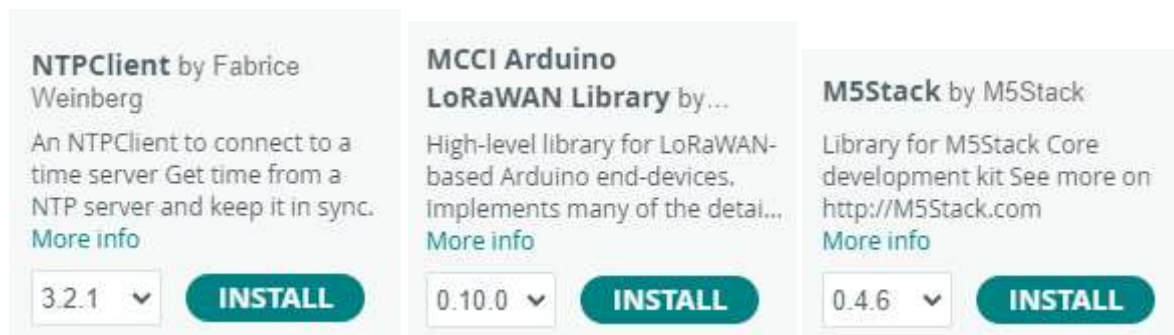 NTPClient by Fabrice
Weinberg
An NTPClient to connect to a
time server Get time from a
NTP server and keep it in sync.
More info
3.2.1
INSTALL
MCCI Arduino
LoRaWAN Library by...
High-level library for LoRaWAN-
based Arduino end-devices.
Implements many of the detai...
More info
0.10.0
INSTALL
M5Stack by M5Stack
Library for M5Stack Core
development kit See more on
http://M5Stack.com
More info
0.4.6
INSTALL